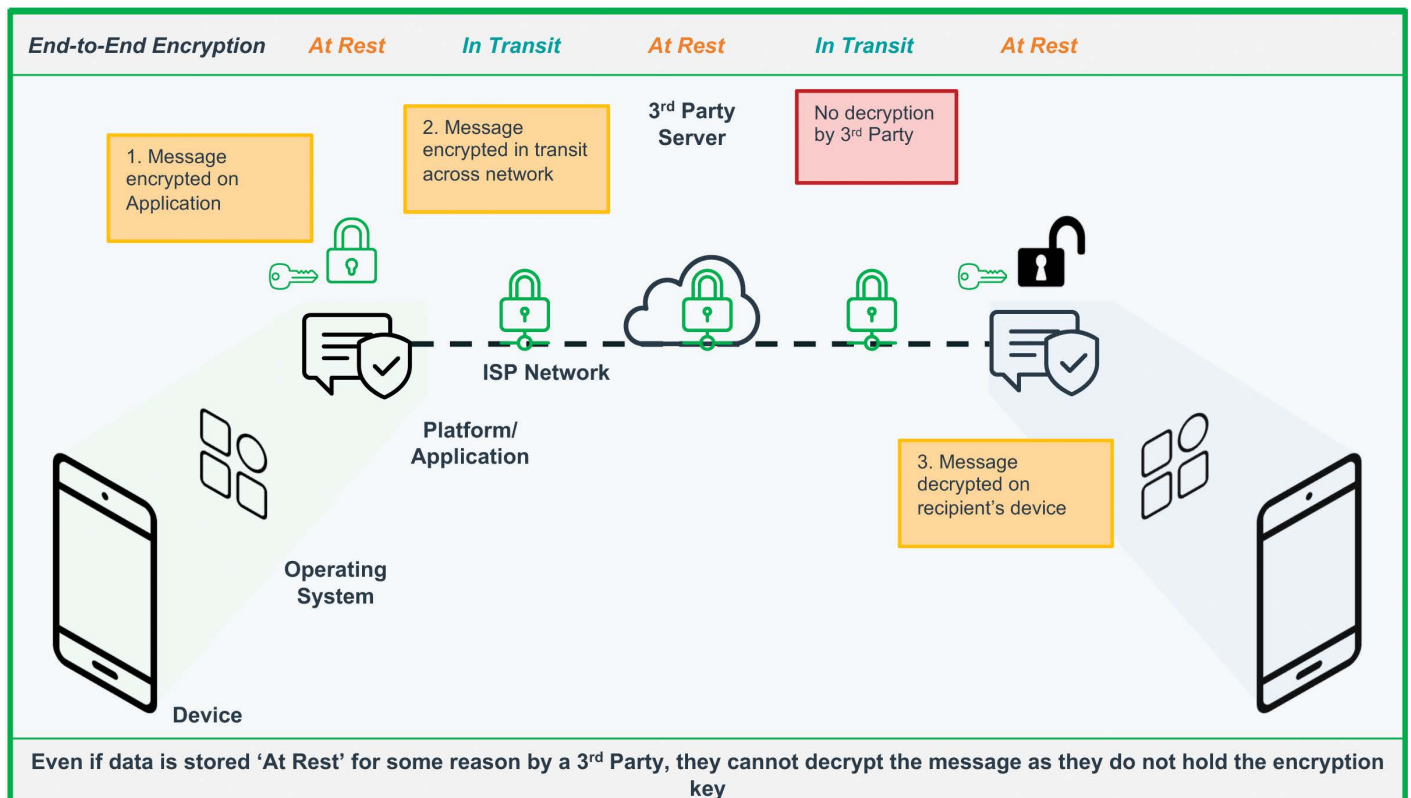 End-to-End Encryption At Rest In Transit At Rest In Transit At Rest
1. Message
encrypted on
Application
2. Message
encrypted in transit
across network
3rd Party
Server
No decryption
by 3rd Party
ISP Network
Platform/
Application
3. Message
decrypted on
recipient’s device
Operating
System
Device
Even if data is stored ‘At Rest’ for some reason by a 3rd Party, they cannot decrypt the message as they do not hold the encryption
key